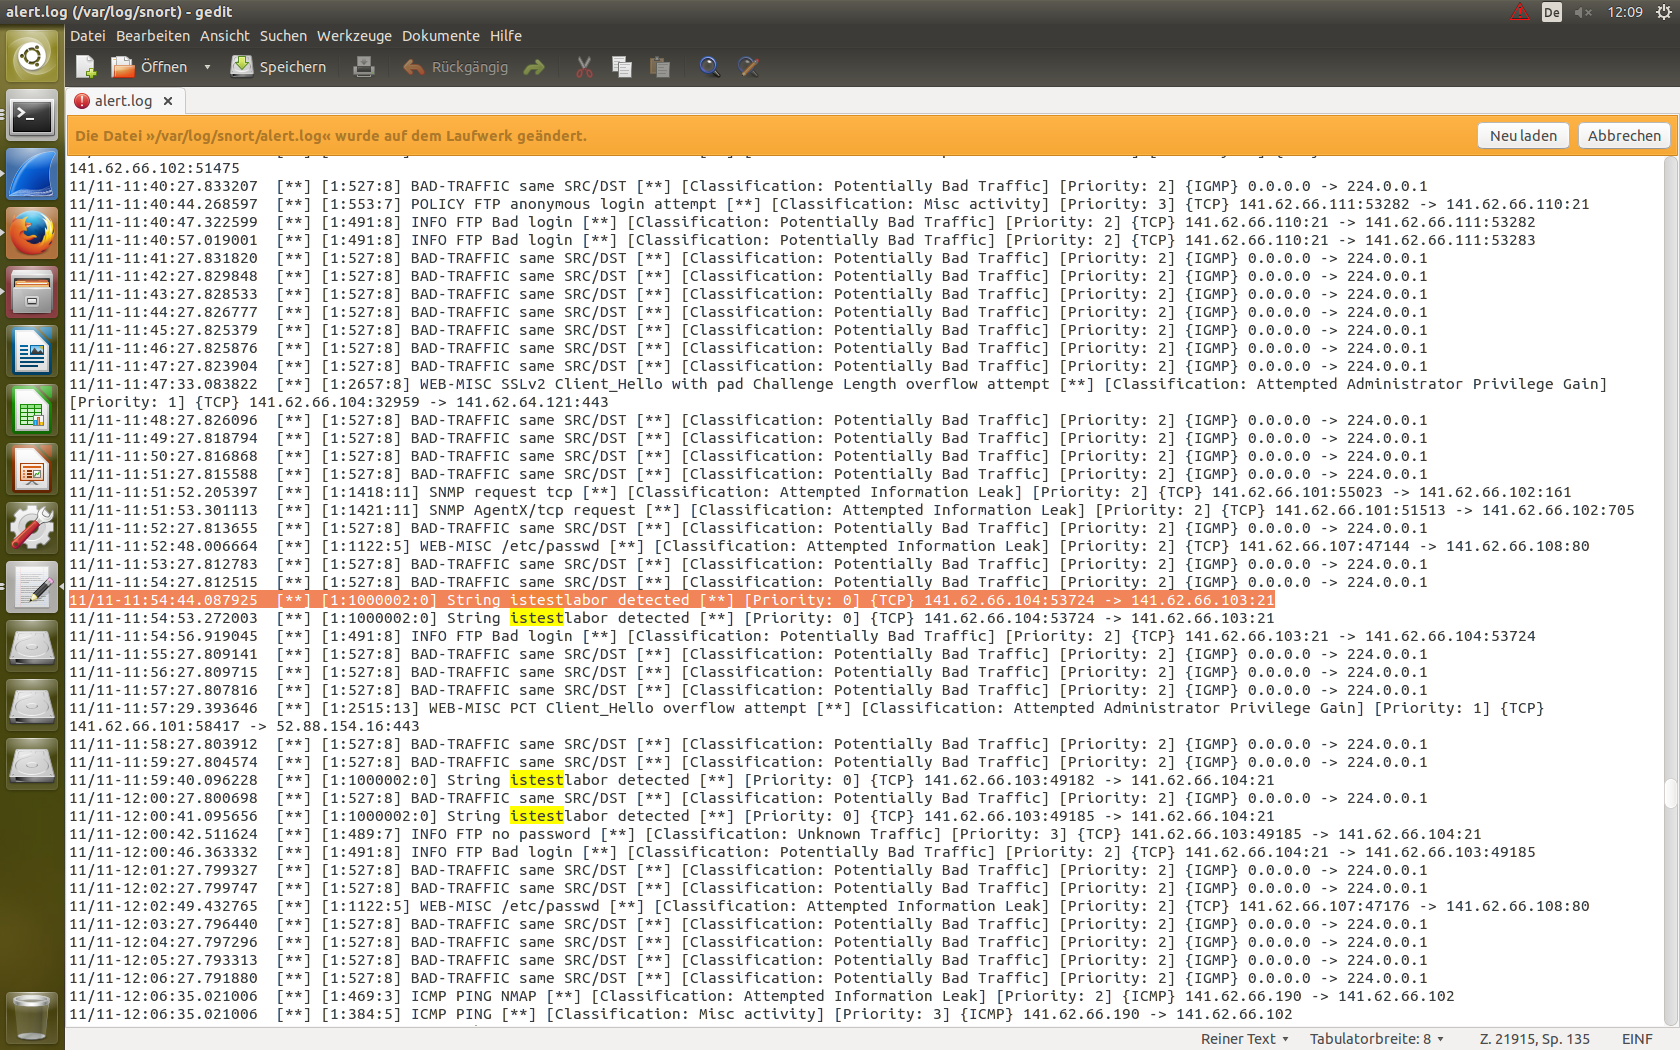 alert.log (/var/log/snort) - gedit
De
12:09
Datei Bearbeiten Ansicht Suchen Werkzeuge Dokumente Hilfe
Öffnen Speichern Rückgängig
alert.log
Die Datei »/var/log/snort/alert.log« wurde auf dem Laufwerk geändert.
Neu laden Abbrechen
141.62.66.102:51475
11/11-11:40:27.833207 [**] [1:527:8] BAD-TRAFFIC same SRC/DST [**] [Classification: Potentially Bad Traffic] [Priority: 2] {IGMP} 0.0.0.0 -> 224.0.0.1
11/11-11:40:44.268597 [**] [1:553:7] POLICY FTP anonymous login attempt [**] [Classification: Misc activity] [Priority: 3] {TCP} 141.62.66.111:53282 -> 141.62.66.110:21
11/11-11:40:47.322599 [**] [1:491:8] INFO FTP Bad login [**] [Classification: Potentially Bad Traffic] [Priority: 2] {TCP} 141.62.66.110:21 -> 141.62.66.111:53282
11/11-11:40:57.019001 [**] [1:491:8] INFO FTP Bad login [**] [Classification: Potentially Bad Traffic] [Priority: 2] {TCP} 141.62.66.110:21 -> 141.62.66.111:53283
11/11-11:41:27.831820 [**] [1:527:8] BAD-TRAFFIC same SRC/DST [**] [Classification: Potentially Bad Traffic] [Priority: 2] {IGMP} 0.0.0.0 -> 224.0.0.1
11/11-11:42:27.829848 [**] [1:527:8] BAD-TRAFFIC same SRC/DST [**] [Classification: Potentially Bad Traffic] [Priority: 2] {IGMP} 0.0.0.0 -> 224.0.0.1
11/11-11:43:27.828533 [**] [1:527:8] BAD-TRAFFIC same SRC/DST [**] [Classification: Potentially Bad Traffic] [Priority: 2] {IGMP} 0.0.0.0 -> 224.0.0.1
11/11-11:44:27.826777 [**] [1:527:8] BAD-TRAFFIC same SRC/DST [**] [Classification: Potentially Bad Traffic] [Priority: 2] {IGMP} 0.0.0.0 -> 224.0.0.1
11/11-11:45:27.825379 [**] [1:527:8] BAD-TRAFFIC same SRC/DST [**] [Classification: Potentially Bad Traffic] [Priority: 2] {IGMP} 0.0.0.0 -> 224.0.0.1
11/11-11:46:27.825876 [**] [1:527:8] BAD-TRAFFIC same SRC/DST [**] [Classification: Potentially Bad Traffic] [Priority: 2] {IGMP} 0.0.0.0 -> 224.0.0.1
11/11-11:47:27.823904 [**] [1:527:8] BAD-TRAFFIC same SRC/DST [**] [Classification: Potentially Bad Traffic] [Priority: 2] {IGMP} 0.0.0.0 -> 224.0.0.1
11/11-11:47:33.083822 [**] [1:2657:8] WEB-MISC SSLv2 Client_Hello with pad Challenge Length overflow attempt [**] [Classification: Attempted Administrator Privilege Gain]
[Priority: 1] {TCP} 141.62.66.104:32959 -> 141.62.64.121:443
11/11-11:48:27.826096 [**] [1:527:8] BAD-TRAFFIC same SRC/DST [**] [Classification: Potentially Bad Traffic] [Priority: 2] {IGMP} 0.0.0.0 -> 224.0.0.1
11/11-11:49:27.818794 [**] [1:527:8] BAD-TRAFFIC same SRC/DST [**] [Classification: Potentially Bad Traffic] [Priority: 2] {IGMP} 0.0.0.0 -> 224.0.0.1
11/11-11:50:27.816868 [**] [1:527:8] BAD-TRAFFIC same SRC/DST [**] [Classification: Potentially Bad Traffic] [Priority: 2] {IGMP} 0.0.0.0 -> 224.0.0.1
11/11-11:51:27.815588 [**] [1:527:8] BAD-TRAFFIC same SRC/DST [**] [Classification: Potentially Bad Traffic] [Priority: 2] {IGMP} 0.0.0.0 -> 224.0.0.1
11/11-11:51:52.205397 [**] [1:1418:11] SNMP request tcp [**] [Classification: Attempted Information Leak] [Priority: 2] {TCP} 141.62.66.101:55023 -> 141.62.66.102:161
11/11-11:51:53.301113 [**] [1:1421:11] SNMP AgentX/tcp request [**] [Classification: Attempted Information Leak] [Priority: 2] {TCP} 141.62.66.101:51513 -> 141.62.66.102:705
11/11-11:52:27.813655 [**] [1:527:8] BAD-TRAFFIC same SRC/DST [**] [Classification: Potentially Bad Traffic] [Priority: 2] {IGMP} 0.0.0.0 -> 224.0.0.1
11/11-11:52:48.006664 [**] [1:1122:5] WEB-MISC /etc/passwd [**] [Classification: Attempted Information Leak] [Priority: 2] {TCP} 141.62.66.107:47144 -> 141.62.66.108:80
11/11-11:53:27.812783 [**] [1:527:8] BAD-TRAFFIC same SRC/DST [**] [Classification: Potentially Bad Traffic] [Priority: 2] {IGMP} 0.0.0.0 -> 224.0.0.1
11/11-11:54:27.812515 [**] [1:527:8] BAD-TRAFFIC same SRC/DST [**] [Classification: Potentially Bad Traffic] [Priority: 2] {IGMP} 0.0.0.0 -> 224.0.0.1
11/11-11:54:44.087925 [**] [1:1000002:0] String istestlabor detected [**] [Priority: 0] {TCP} 141.62.66.104:53724 -> 141.62.66.103:21
11/11-11:54:53.272003 [**] [1:1000002:0] String istestlabor detected [**] [Priority: 0] {TCP} 141.62.66.104:53724 -> 141.62.66.103:21
11/11-11:54:56.919045 [**] [1:491:8] INFO FTP Bad login [**] [Classification: Potentially Bad Traffic] [Priority: 2] {TCP} 141.62.66.103:21 -> 141.62.66.104:53724
11/11-11:55:27.809141 [**] [1:527:8] BAD-TRAFFIC same SRC/DST [**] [Classification: Potentially Bad Traffic] [Priority: 2] {IGMP} 0.0.0.0 -> 224.0.0.1
11/11-11:56:27.809715 [**] [1:527:8] BAD-TRAFFIC same SRC/DST [**] [Classification: Potentially Bad Traffic] [Priority: 2] {IGMP} 0.0.0.0 -> 224.0.0.1
11/11-11:57:27.807816 [**] [1:527:8] BAD-TRAFFIC same SRC/DST [**] [Classification: Potentially Bad Traffic] [Priority: 2] {IGMP} 0.0.0.0 -> 224.0.0.1
11/11-11:57:29.393646 [**] [1:2515:13] WEB-MISC PCT Client_Hello overflow attempt [**] [Classification: Attempted Administrator Privilege Gain] [Priority: 1] {TCP}
141.62.66.101:58417 -> 52.88.154.16:443
11/11-11:58:27.803912 [**] [1:527:8] BAD-TRAFFIC same SRC/DST [**] [Classification: Potentially Bad Traffic] [Priority: 2] {IGMP} 0.0.0.0 -> 224.0.0.1
11/11-11:59:27.804574 [**] [1:527:8] BAD-TRAFFIC same SRC/DST [**] [Classification: Potentially Bad Traffic] [Priority: 2] {IGMP} 0.0.0.0 -> 224.0.0.1
11/11-11:59:40.096228 [**] [1:1000002:0] String istestlabor detected [**] [Priority: 0] {TCP} 141.62.66.103:49182 -> 141.62.66.104:21
11/11-12:00:27.800698 [**] [1:527:8] BAD-TRAFFIC same SRC/DST [**] [Classification: Potentially Bad Traffic] [Priority: 2] {IGMP} 0.0.0.0 -> 224.0.0.1
11/11-12:00:41.095656 [**] [1:1000002:0] String istestlabor detected [**] [Priority: 0] {TCP} 141.62.66.103:49185 -> 141.62.66.104:21
11/11-12:00:42.511624 [**] [1:489:7] INFO FTP no password [**] [Classification: Unknown Traffic] [Priority: 3] {TCP} 141.62.66.103:49185 -> 141.62.66.104:21
11/11-12:00:46.363332 [**] [1:491:8] INFO FTP Bad login [**] [Classification: Potentially Bad Traffic] [Priority: 2] {TCP} 141.62.66.104:21 -> 141.62.66.103:49185
11/11-12:01:27.799327 [**] [1:527:8] BAD-TRAFFIC same SRC/DST [**] [Classification: Potentially Bad Traffic] [Priority: 2] {IGMP} 0.0.0.0 -> 224.0.0.1
11/11-12:02:27.799747 [**] [1:527:8] BAD-TRAFFIC same SRC/DST [**] [Classification: Potentially Bad Traffic] [Priority: 2] {IGMP} 0.0.0.0 -> 224.0.0.1
11/11-12:02:49.432765 [**] [1:1122:5] WEB-MISC /etc/passwd [**] [Classification: Attempted Information Leak] [Priority: 2] {TCP} 141.62.66.107:47176 -> 141.62.66.108:80
11/11-12:03:27.796440 [**] [1:527:8] BAD-TRAFFIC same SRC/DST [**] [Classification: Potentially Bad Traffic] [Priority: 2] {IGMP} 0.0.0.0 -> 224.0.0.1
11/11-12:04:27.797296 [**] [1:527:8] BAD-TRAFFIC same SRC/DST [**] [Classification: Potentially Bad Traffic] [Priority: 2] {IGMP} 0.0.0.0 -> 224.0.0.1
11/11-12:05:27.793313 [**] [1:527:8] BAD-TRAFFIC same SRC/DST [**] [Classification: Potentially Bad Traffic] [Priority: 2] {IGMP} 0.0.0.0 -> 224.0.0.1
11/11-12:06:27.791880 [**] [1:527:8] BAD-TRAFFIC same SRC/DST [**] [Classification: Potentially Bad Traffic] [Priority: 2] {IGMP} 0.0.0.0 -> 224.0.0.1
11/11-12:06:35.021006 [**] [1:469:3] ICMP PING NMAP [**] [Classification: Attempted Information Leak] [Priority: 2] {ICMP} 141.62.66.190 -> 141.62.66.102
11/11-12:06:35.021006 [**] [1:384:5] ICMP PING [**] [Classification: Misc activity] [Priority: 3] {ICMP} 141.62.66.190 -> 141.62.66.102
Reiner Text Tabulatorbreite: 8 Z. 21915, Sp. 135 EINF